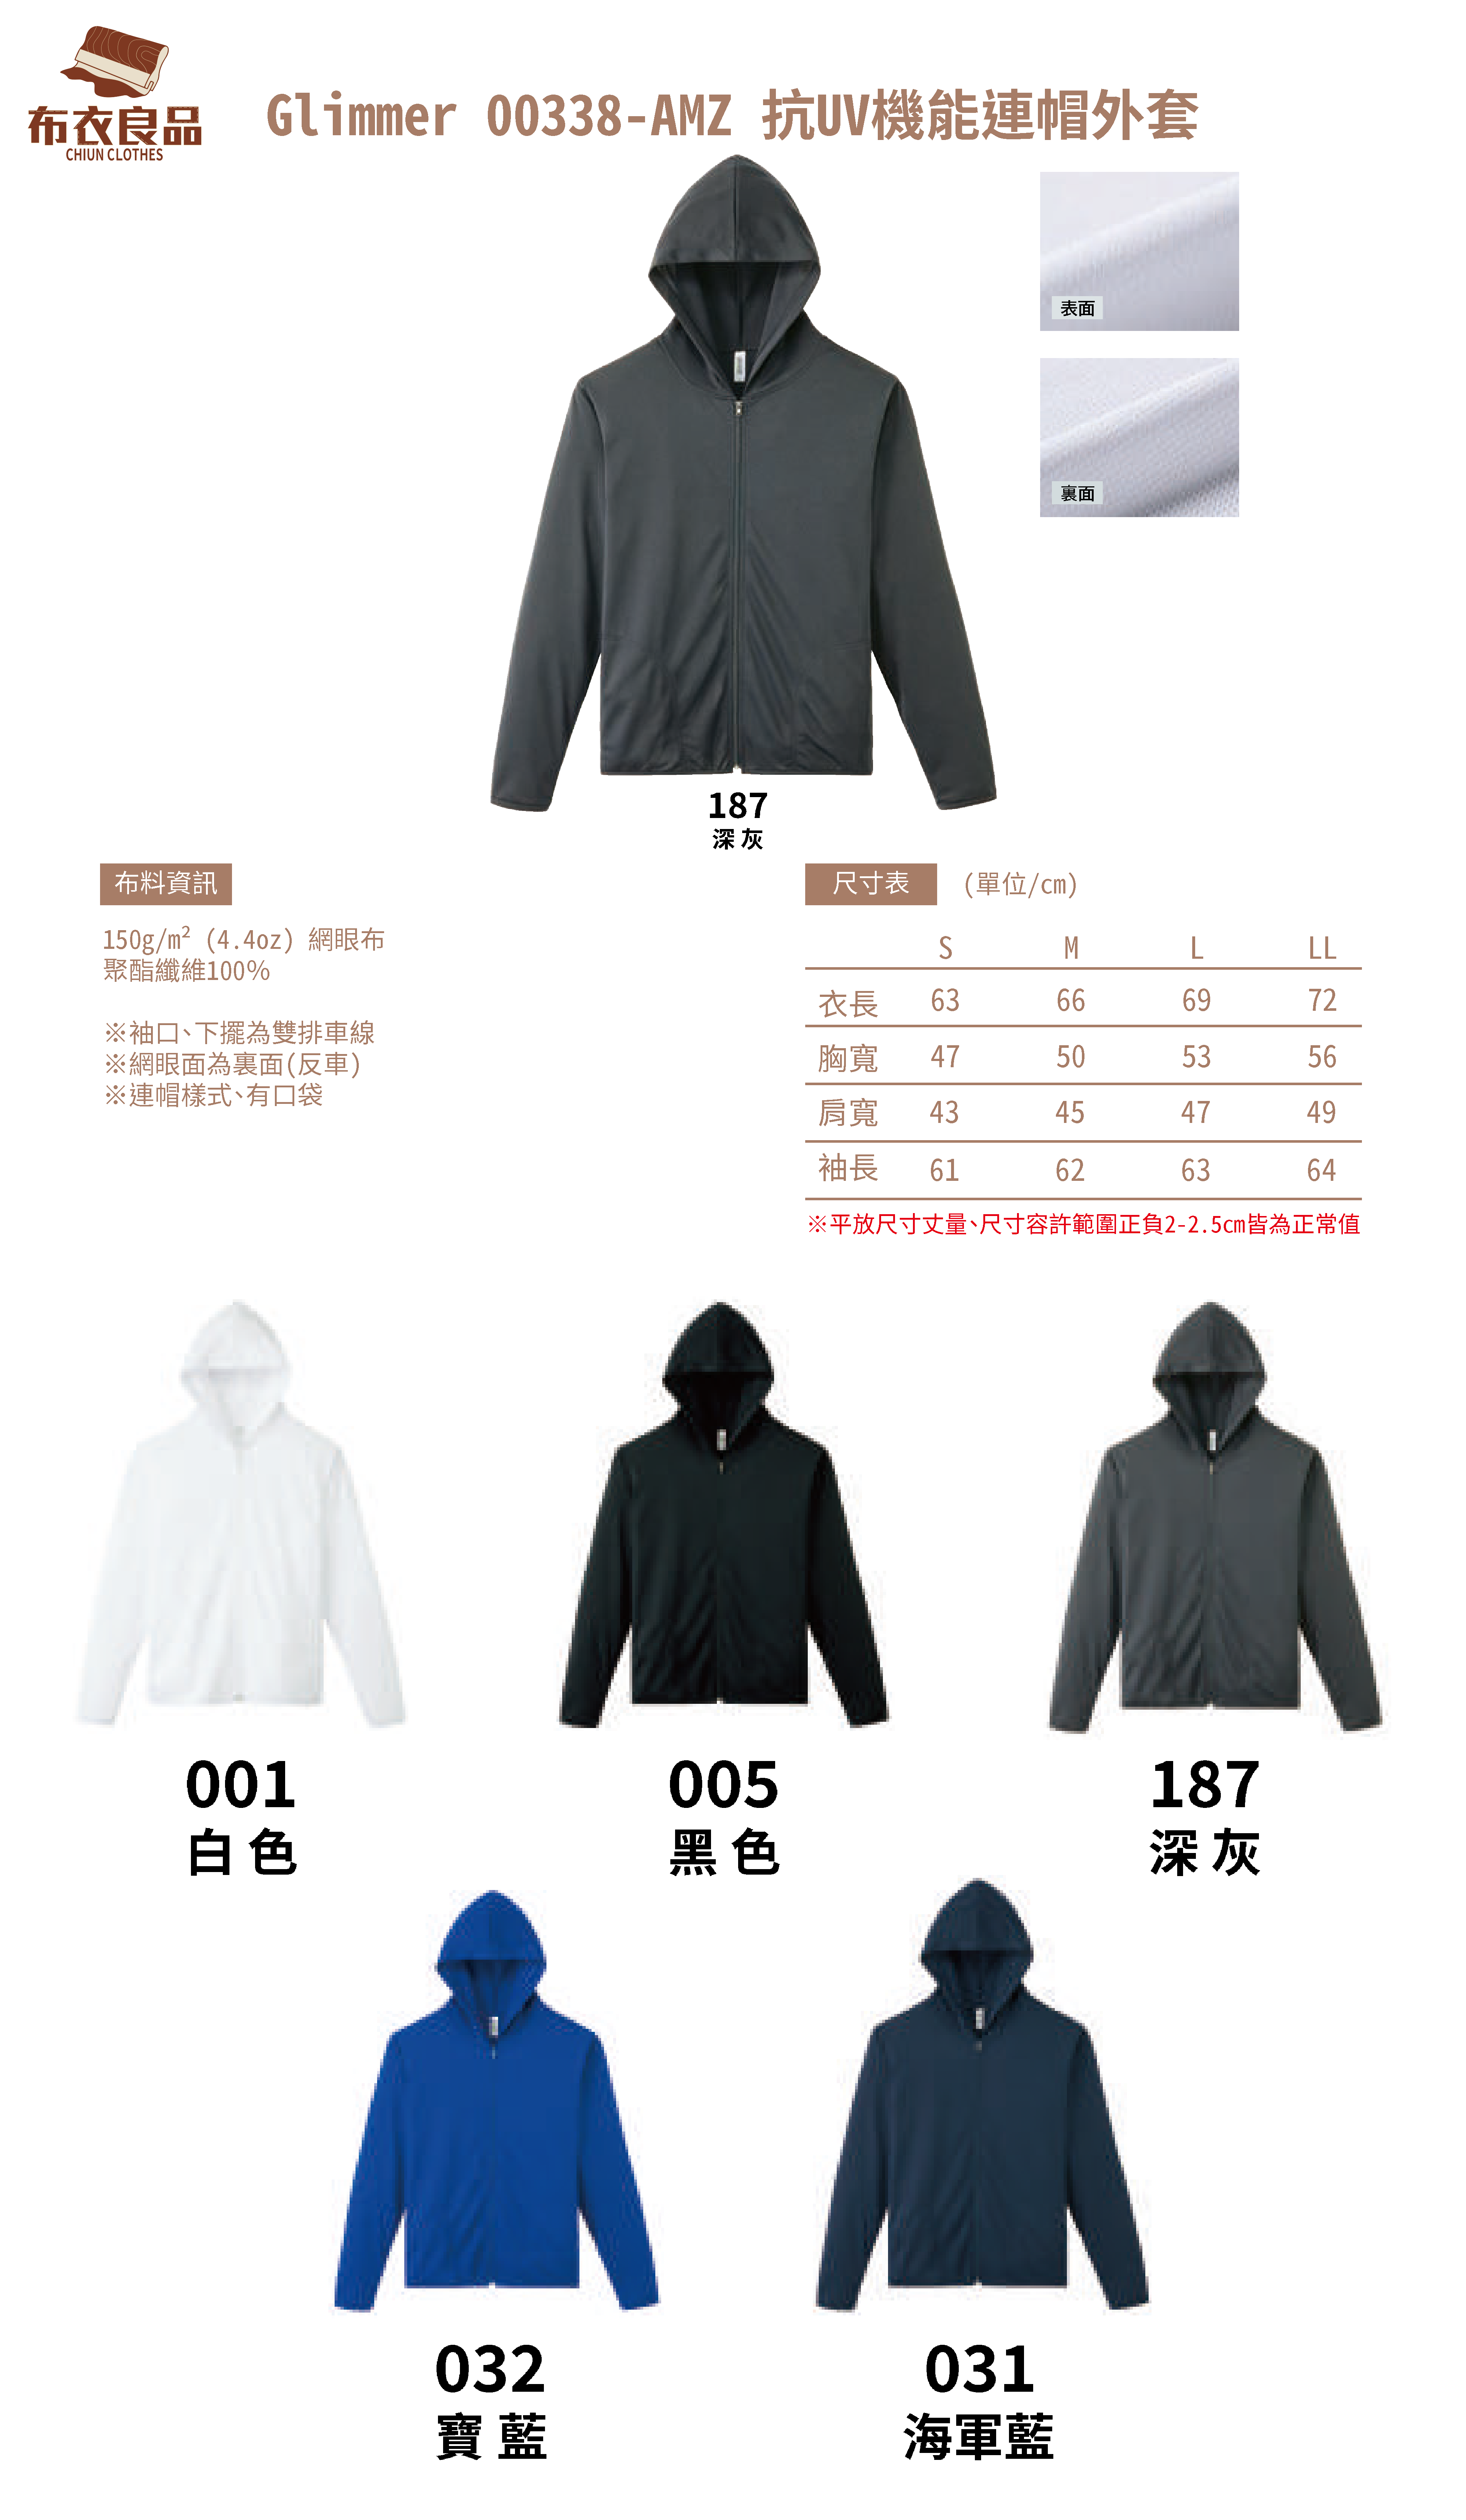 布衣良品
CHIUN CLOTHES
Glimmer 00338-AMZ 抗UV機能連帽外套
表面
裏面
187
深灰
布料資訊
150g/m² (4.4oz) 網眼布
聚酯纖維100%
※袖口、下擺為雙排車線
※網眼面為裏面(反車)
※連帽樣式、有口袋
尺寸表 (單位/cm)
S M L LL
衣長 63 66 69 72
胸寬 47 50 53 56
肩寬 43 45 47 49
袖長 61 62 63 64
※平放尺寸丈量、尺寸容許範圍正負2-2.5cm皆為正常值
001 005 187
白色 黑色 深灰
032 031
寶藍 海軍藍